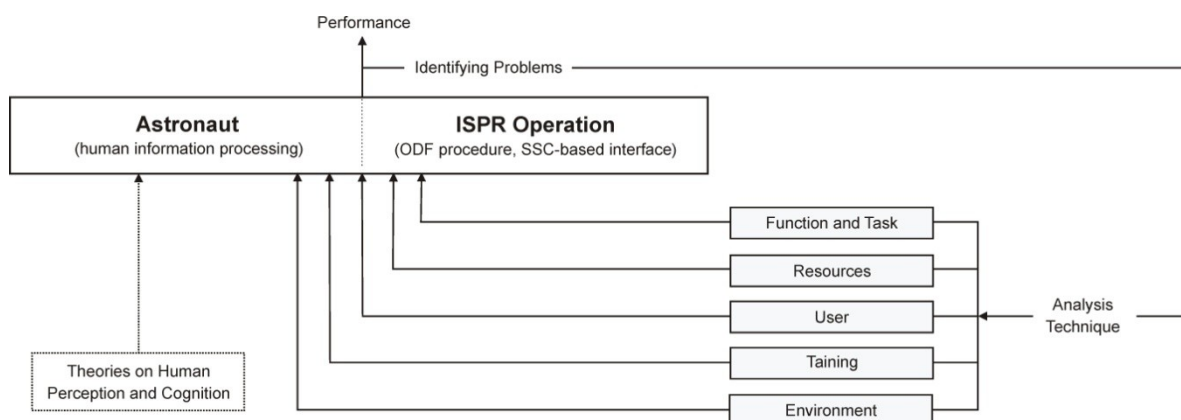 Performance
Identifying Problems
Astronaut
(human information processing)
ISPR Operation
(ODF procedure, SSC-based interface)
Function and Task
Resources
User
Taining
Environment
Analysis
Technique
Theories on Human
Perception and Cognition